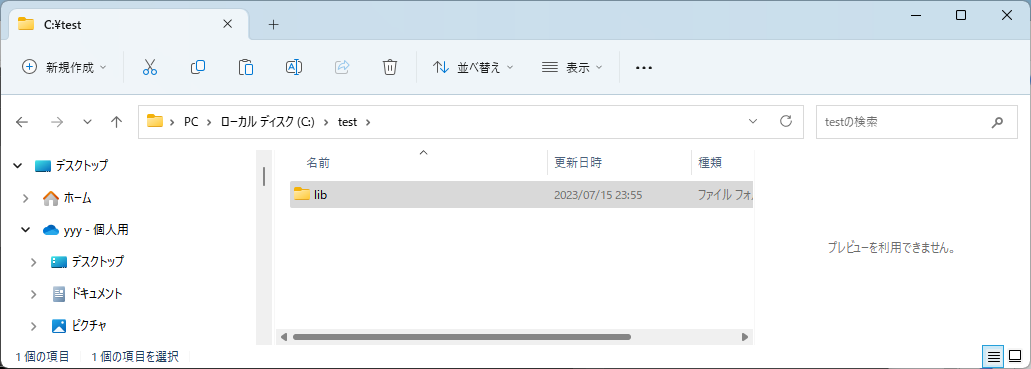 C:¥test
新規作成
並べ替え
表示
PC
ローカル ディスク (C:)
test
testの検索
デスクトップ
ホーム
yyy - 個人用
デスクトップ
ドキュメント
ピクチャ
名前
更新日時
種類
lib
2023/07/15 23:55
ファイル フォ
プレビューを利用できません。
1 個の項目
1 個の項目を選択